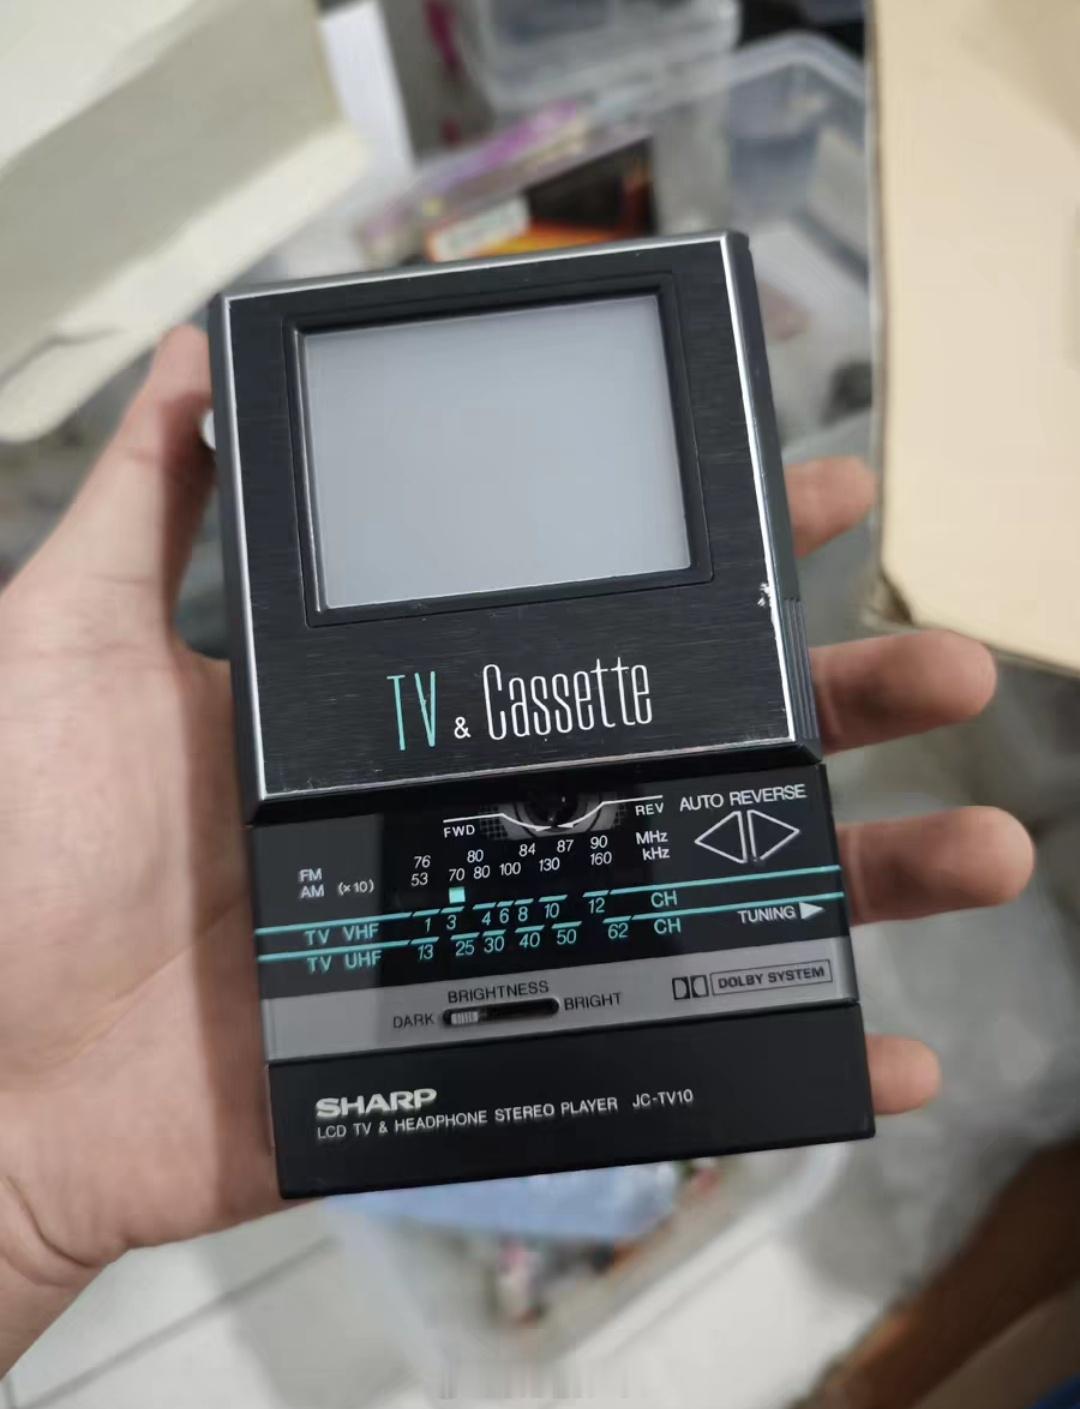 TV & Cassette
FWD REV AUTO REVERSE
76 80 84 87 90 MHz
FM
53 70 80 100 130 160 kHz
AM (×10)
TV VHF 1 3 4 6 8 10 12 CH
TV UHF 13 25 30 40 50 62 CH
TUNING
BRIGHTNESS
DARK BRIGHT
DOLBY SYSTEM
SHARP
LCD TV & HEADPHONE STEREO PLAYER JC-TV10